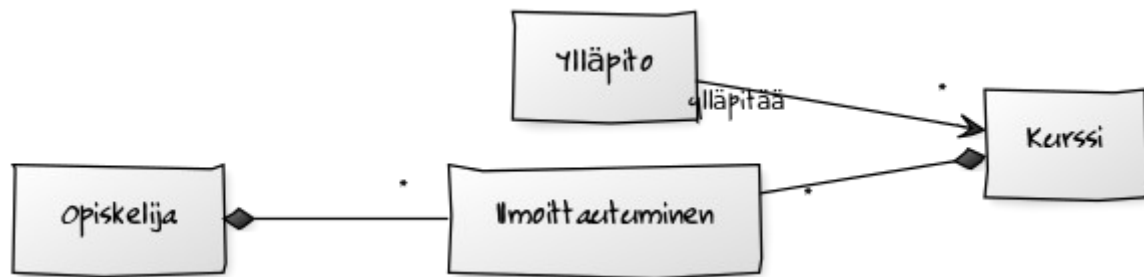 Ylläpito
ylläpitää
*
Kurssi
*
*
Opiskelija
Ilmoittautuminen